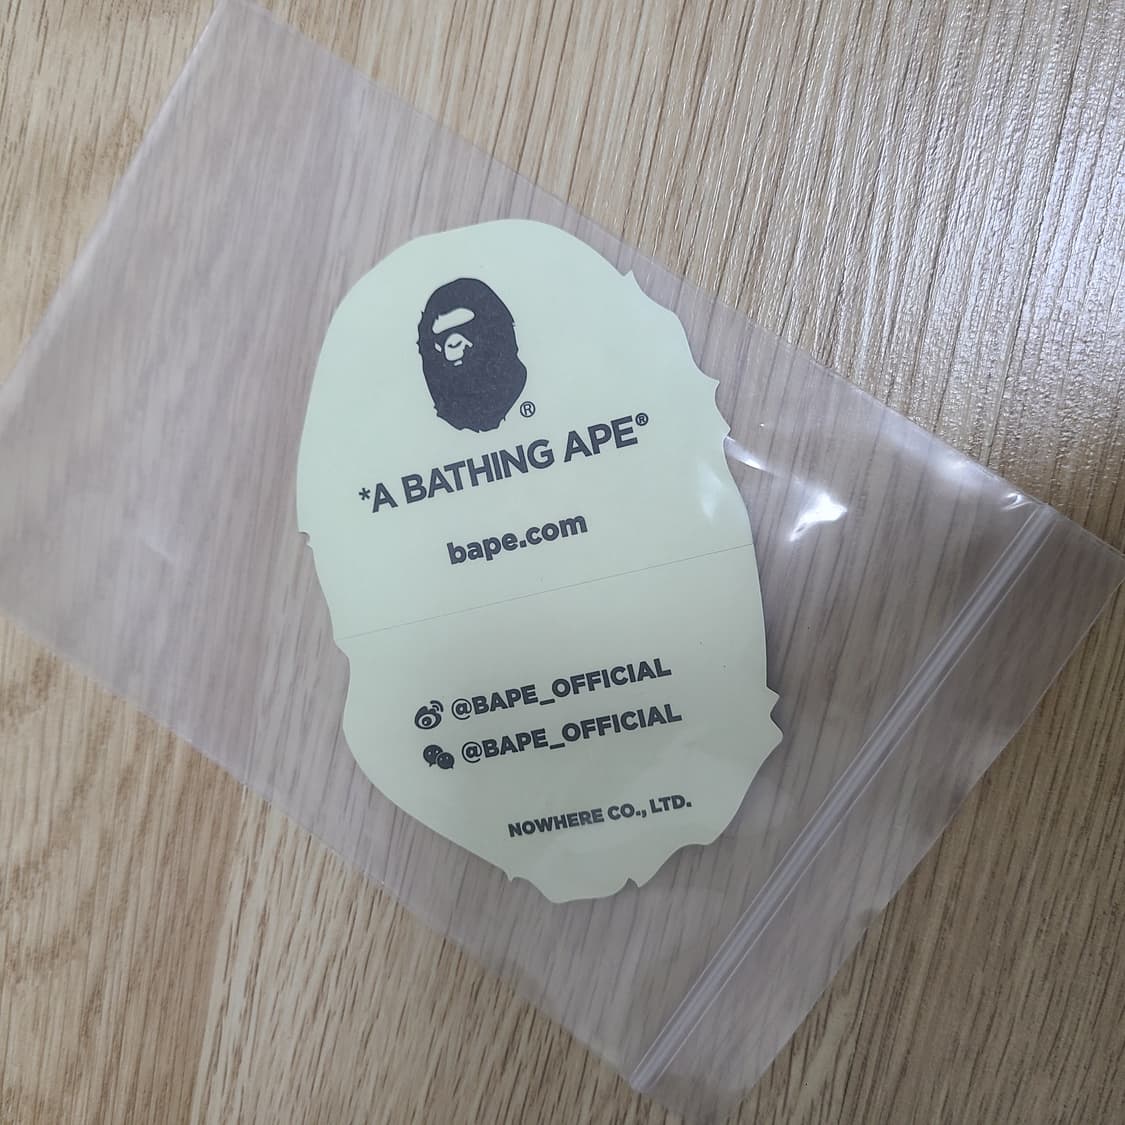 ®
*A BATHING APE®
bape.com
@BAPE_OFFICIAL
@BAPE_OFFICIAL
NOWHERE CO., LTD.